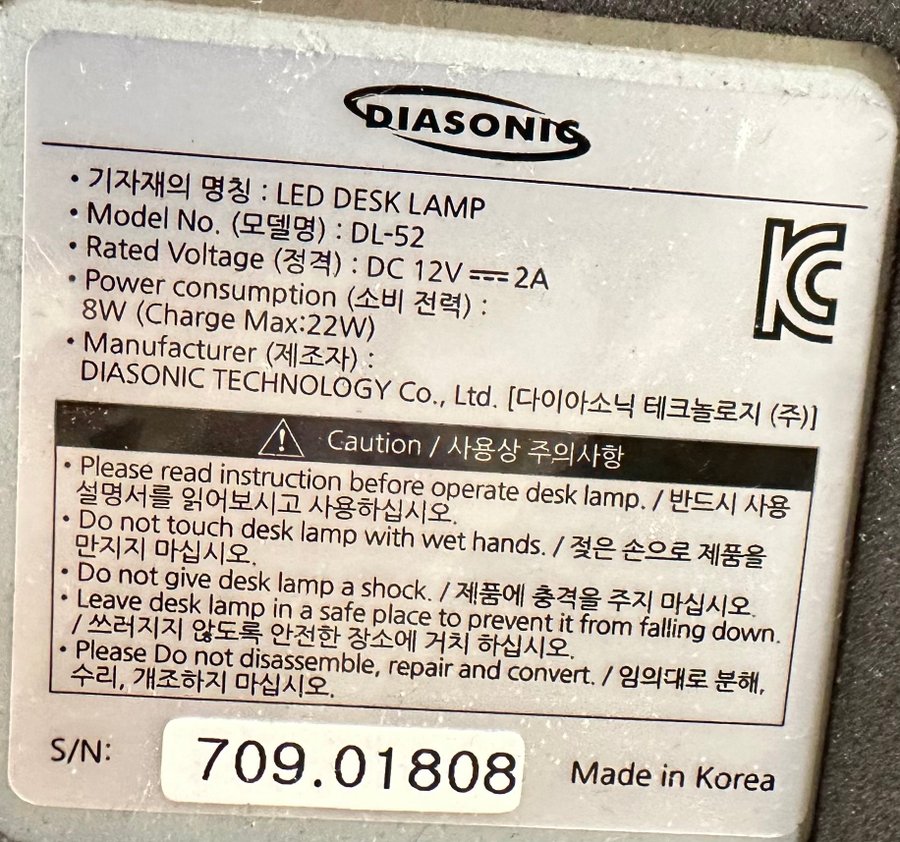 DIASONIC
• 기자재의 명칭 : LED DESK LAMP
• Model No. (모델명) : DL-52
• Rated Voltage (정격) : DC 12V ⎓ 2A
• Power consumption (소비 전력) :
8W (Charge Max:22W)
• Manufacturer (제조자) :
DIASONIC TECHNOLOGY Co., Ltd. [다이아소닉 테크놀로지 (주)]
KC
Caution / 사용상 주의사항
• Please read instruction before operate desk lamp. / 반드시 사용
설명서를 읽어보시고 사용하십시오.
• Do not touch desk lamp with wet hands. / 젖은 손으로 제품을
만지지 마십시오.
• Do not give desk lamp a shock. / 제품에 충격을 주지 마십시오.
• Leave desk lamp in a safe place to prevent it from falling down.
/ 쓰러지지 않도록 안전한 장소에 거치 하십시오.
• Please Do not disassemble, repair and convert. / 임의대로 분해,
수리, 개조하지 마십시오.
S/N: 709.01808 Made in Korea